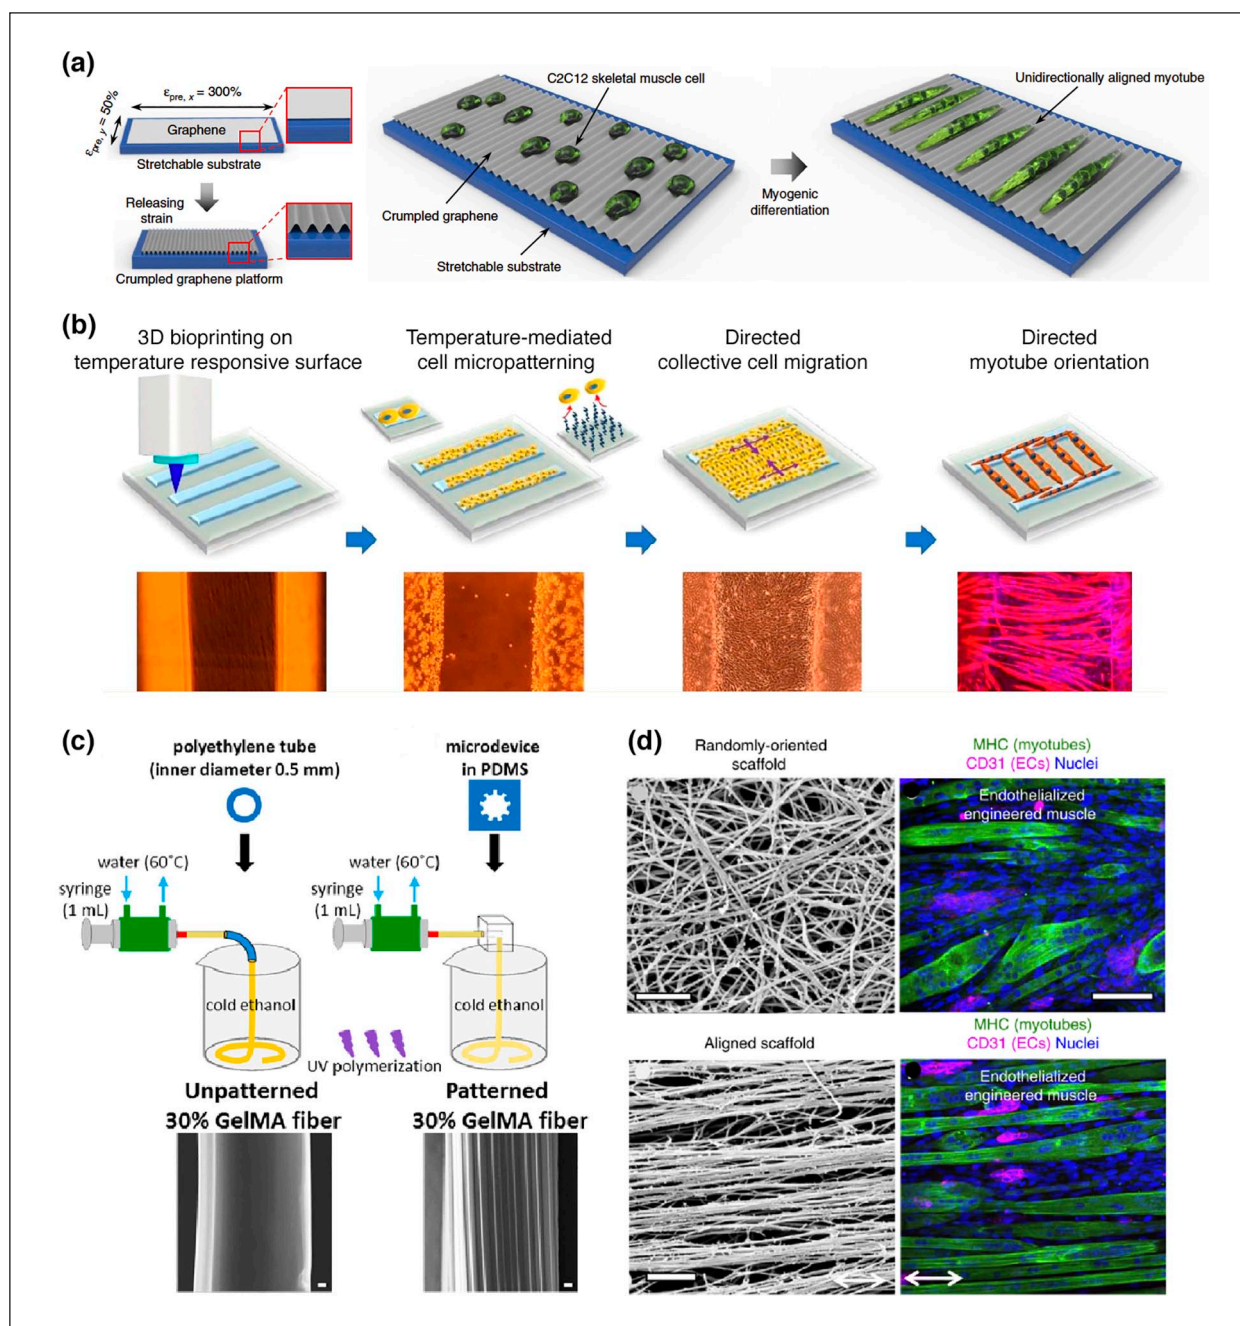 (a)
ε pre, x = 300%
ε pre, y = 50%
Graphene
Stretchable substrate
Releasing
strain
Crumpled graphene platform
C2C12 skeletal muscle cell
Crumpled graphene
Stretchable substrate
Myogenic
differentiation
Unidirectionally aligned myotube
(b)
3D bioprinting on
temperature responsive surface
Temperature-mediated
cell micropatterning
Directed
collective cell migration
Directed
myotube orientation
(c)
polyethylene tube
(inner diameter 0.5 mm)
water (60°C)
syringe
(1 mL)
cold ethanol
Unpatterned
30% GelMA fiber
UV polymerization
microdevice
in PDMS
water (60°C)
syringe
(1 mL)
cold ethanol
Patterned
30% GelMA fiber
(d)
Randomly-oriented
scaffold
MHC (myotubes)
CD31 (ECs) Nuclei
Endothelialized
engineered muscle
Aligned scaffold
MHC (myotubes)
CD31 (ECs) Nuclei
Endothelialized
engineered muscle